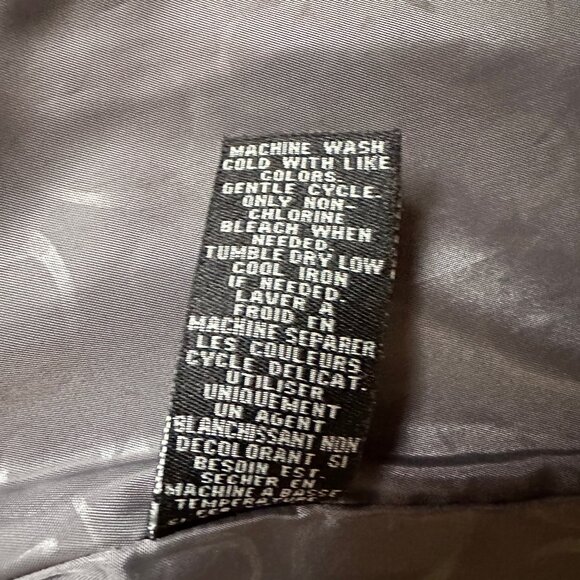 MACHINE WASH
COLD WITH LIKE
COLORS.
GENTLE CYCLE.
ONLY NON-
CHLORINE
BLEACH WHEN
NEEDED.
TUMBLE DRY LOW
COOL IRON
IF NEEDED.
LAVER A
FROID EN
MACHINE SEPARER
LES COULEURS.
CYCLE DELICAT.
UTILISER
UNIQUEMENT
UN AGENT
BLANCHISSANT NON
DECOLORANT SI
BESOIN EST.
SECHER EN
MACHINE A BASSE